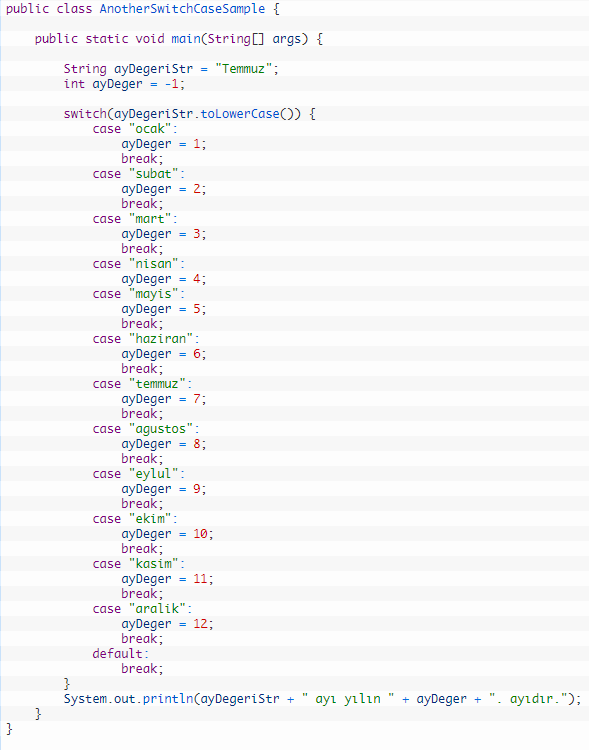 public class AnotherSwitchCaseSample {
public static void main(String[] args) {
String ayDegeriStr = "Temmuz";
int ayDeger = -1;
switch(ayDegeriStr.toLowerCase()) {
case "ocak":
ayDeger = 1;
break;
case "subat":
ayDeger = 2;
break;
case "mart":
ayDeger = 3;
break;
case "nisan":
ayDeger = 4;
case "mayis":
ayDeger = 5;
break;
case "haziran":
ayDeger = 6;
break;
case "temmuz":
ayDeger = 7;
break;
case "agustos":
ayDeger = 8;
break;
case "eylul":
ayDeger = 9;
break;
case "ekim":
ayDeger = 10;
break;
case "kasim":
ayDeger = 11;
break;
case "aralik":
ayDeger = 12;
break;
default:
break;
}
System.out.println(ayDegeriStr + " ayı yılın " + ayDeger + ". ayıdır.");
}
}